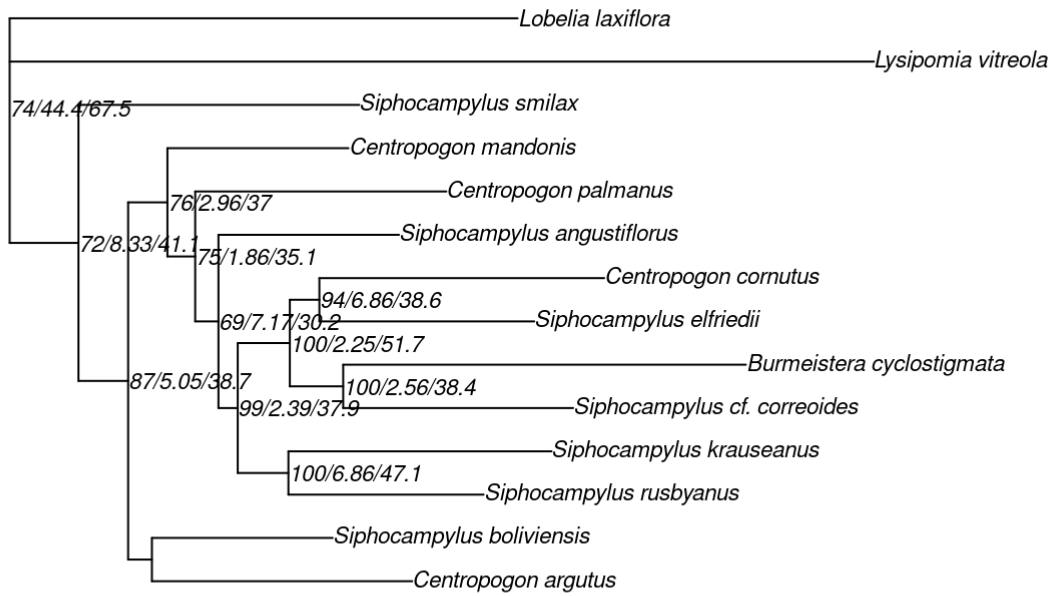 Lobelia laxiflora
Lysipomia vitreola
74/44.4/67.5
Siphocampylus smilax
Centropogon mandonis
Centropogon palmanus
76/2.96/37
Siphocampylus angustiflorus
72/8.33/41.1
75/1.86/35.1
Centropogon cornutus
94/6.86/38.6
Siphocampylus elfriedii
69/7.17/30.2
100/2.25/51.7
Burmeistera cyclostigmata
87/5.05/38.7
100/2.56/38.4
Siphocampylus cf. correoides
99/2.39/37.9
Siphocampylus krauseanus
100/6.86/47.1
Siphocampylus rusbyanus
Siphocampylus boliviensis
Centropogon argutus